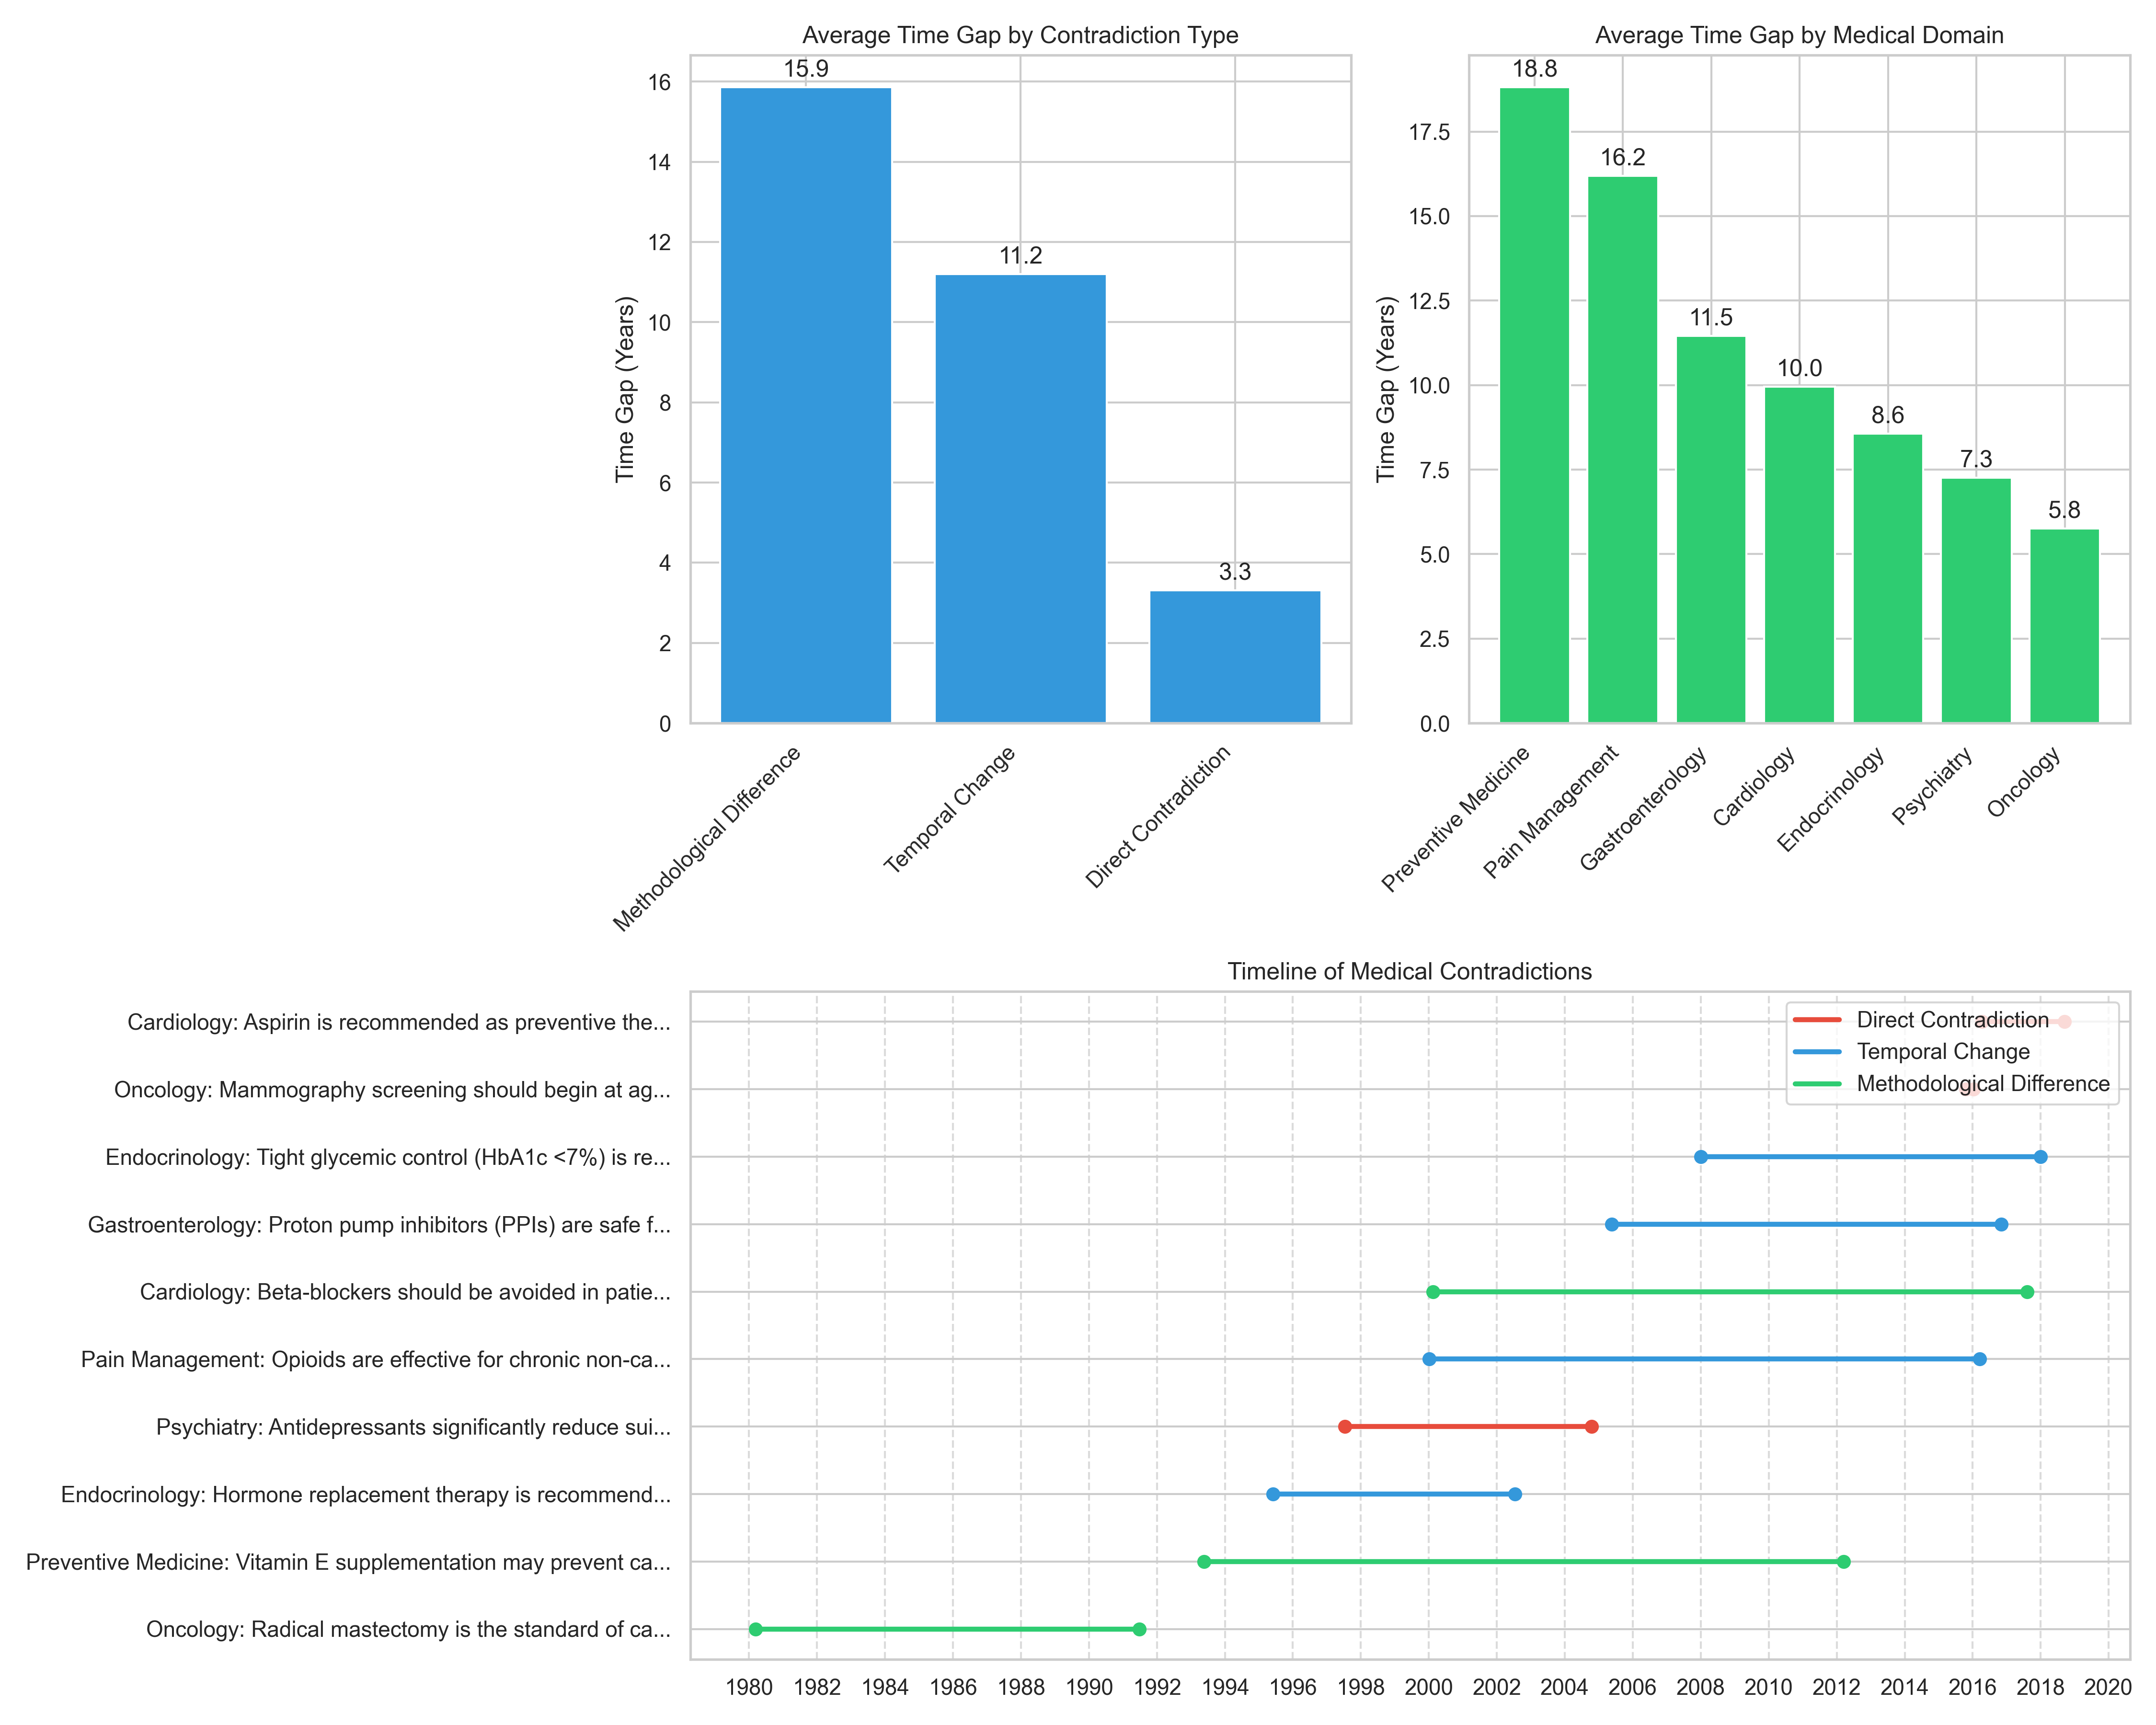 Average Time Gap by Contradiction Type
Time Gap (Years)
16
14
12
10
8
6
4
2
0
15.9
11.2
3.3
Methodological Difference
Temporal Change
Direct Contradiction
Average Time Gap by Medical Domain
Time Gap (Years)
17.5
15.0
12.5
10.0
7.5
5.0
2.5
0.0
18.8
16.2
11.5
10.0
8.6
7.3
5.8
Preventive Medicine
Pain Management
Gastroenterology
Cardiology
Endocrinology
Psychiatry
Oncology
Timeline of Medical Contradictions
Cardiology: Aspirin is recommended as preventive the...
Oncology: Mammography screening should begin at ag...
Endocrinology: Tight glycemic control (HbA1c <7%) is re...
Gastroenterology: Proton pump inhibitors (PPIs) are safe f...
Cardiology: Beta-blockers should be avoided in patie...
Pain Management: Opioids are effective for chronic non-ca...
Psychiatry: Antidepressants significantly reduce sui...
Endocrinology: Hormone replacement therapy is recommend...
Preventive Medicine: Vitamin E supplementation may prevent ca...
Oncology: Radical mastectomy is the standard of ca...
Direct Contradiction
Temporal Change
Methodological Difference
1980 1982 1984 1986 1988 1990 1992 1994 1996 1998 2000 2002 2004 2006 2008 2010 2012 2014 2016 2018 2020